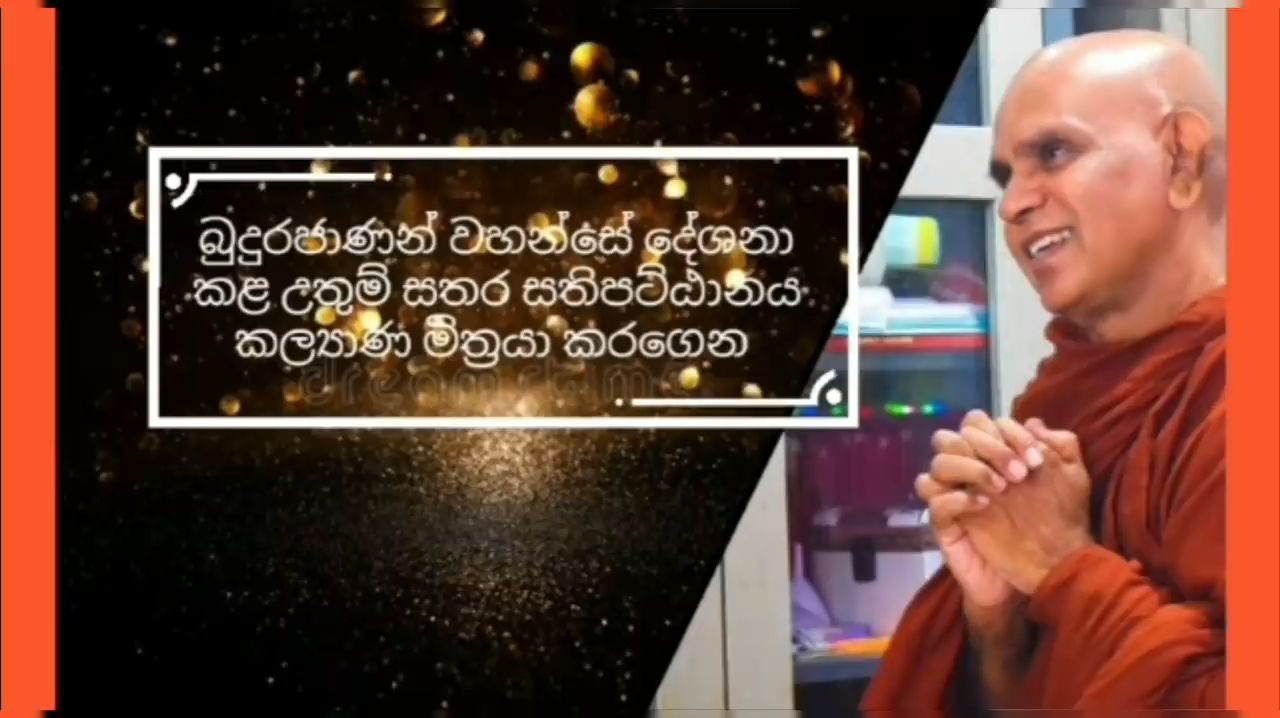 බුදුරජාණන් වහන්සේ දේශනා
කළ උතුම් සතර සතිපට්ඨානය
කල්‍යාණ මිත්‍රයා කරගෙන